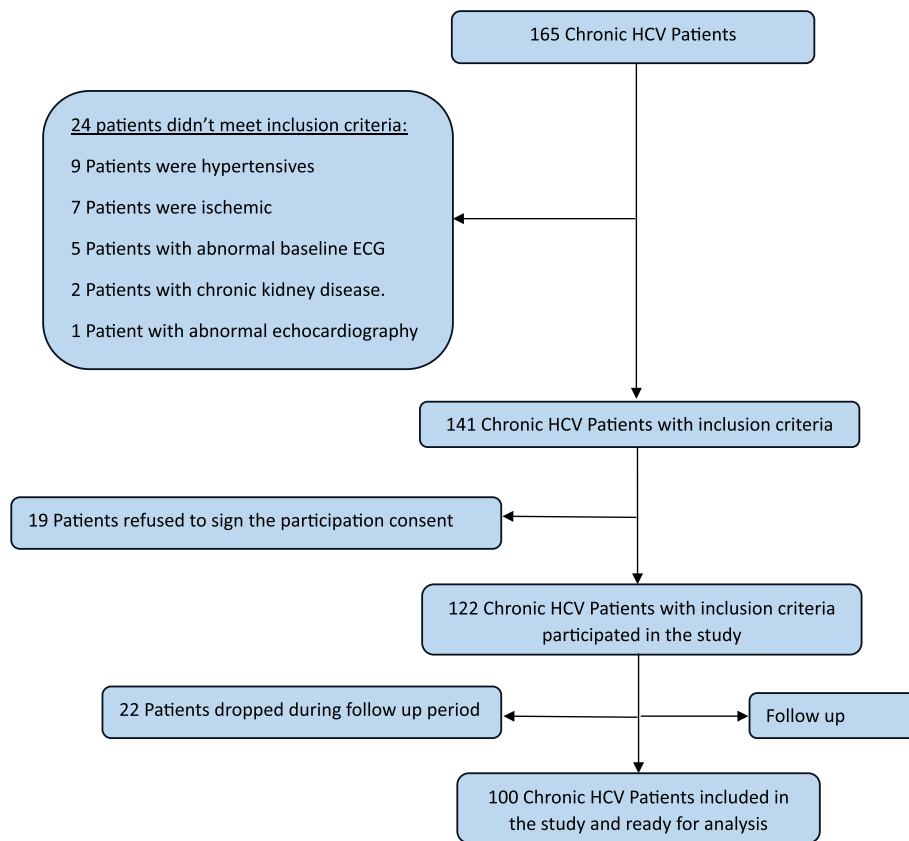 165 Chronic HCV Patients
24 patients didn't meet inclusion criteria:
9 Patients were hypertensives
7 Patients were ischemic
5 Patients with abnormal baseline ECG
2 Patients with chronic kidney disease.
1 Patient with abnormal echocardiography
141 Chronic HCV Patients with inclusion criteria
19 Patients refused to sign the participation consent
122 Chronic HCV Patients with inclusion criteria
participated in the study
22 Patients dropped during follow up period
Follow up
100 Chronic HCV Patients included in
the study and ready for analysis